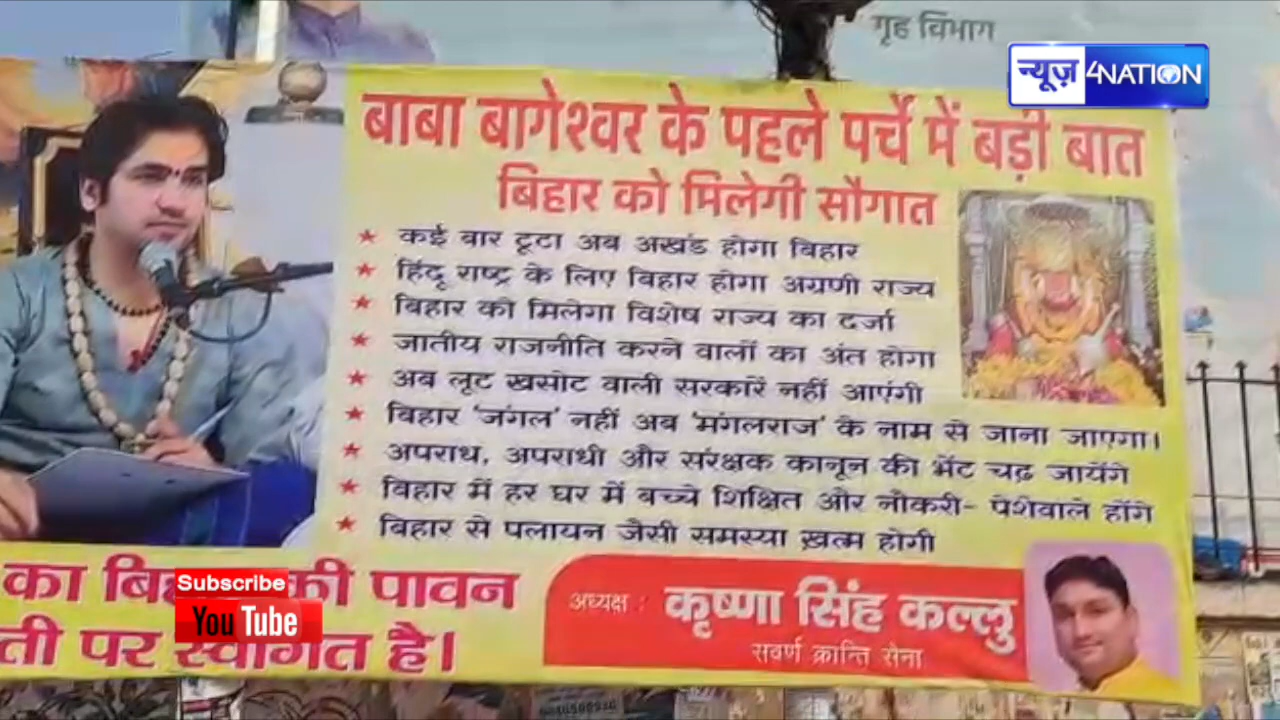 गृह विभाग
न्यूज़ 4NATION
बाबा बागेश्वर के पहले पर्चे में बड़ी बात
बिहार को मिलेगी सौगात
★ कई बार टूटा अब अखंड होगा बिहार
★ हिंदू राष्ट्र के लिए बिहार होगा अग्रणी राज्य
★ बिहार को मिलेगा विशेष राज्य का दर्जा
★ जातीय राजनीति करने वालों का अंत होगा
★ अब लूट खसोट वाली सरकारें नहीं आएंगी
★ बिहार 'जंगल' नहीं अब 'मंगलराज' के नाम से जाना जाएगा।
★ अपराध, अपराधी और संरक्षक कानून की भेंट चढ़ जायेंगे
★ बिहार में हर घर में बच्चे शिक्षित और नौकरी- पेशेवाले होंगे
★ बिहार से पलायन जैसी समस्या ख़त्म होगी
का की पावन
पर स्वागत है।
Subscribe
YouTube
अध्यक्ष : कृष्णा सिंह कल्लु
सवर्ण क्रान्ति सेना